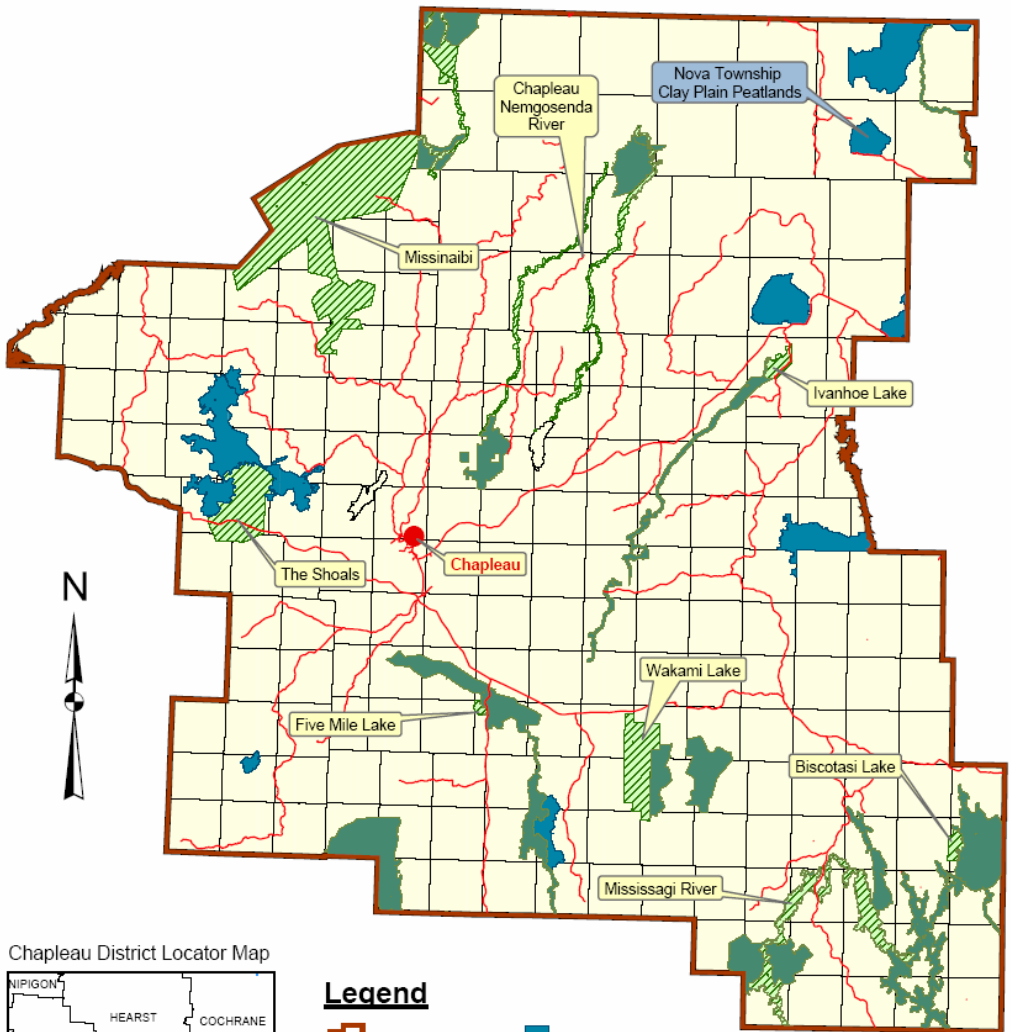 Chapleau
Nemgosenda
River
Nova Township
Clay Plain Peatlands
Missinaibi
Ivanhoe Lake
Chapleau
The Shoals
N
Wakami Lake
Five Mile Lake
Biscotasi Lake
Mississagi River
Chapleau District Locator Map
NIPIGON
HEARST
COCHRANE
Legend